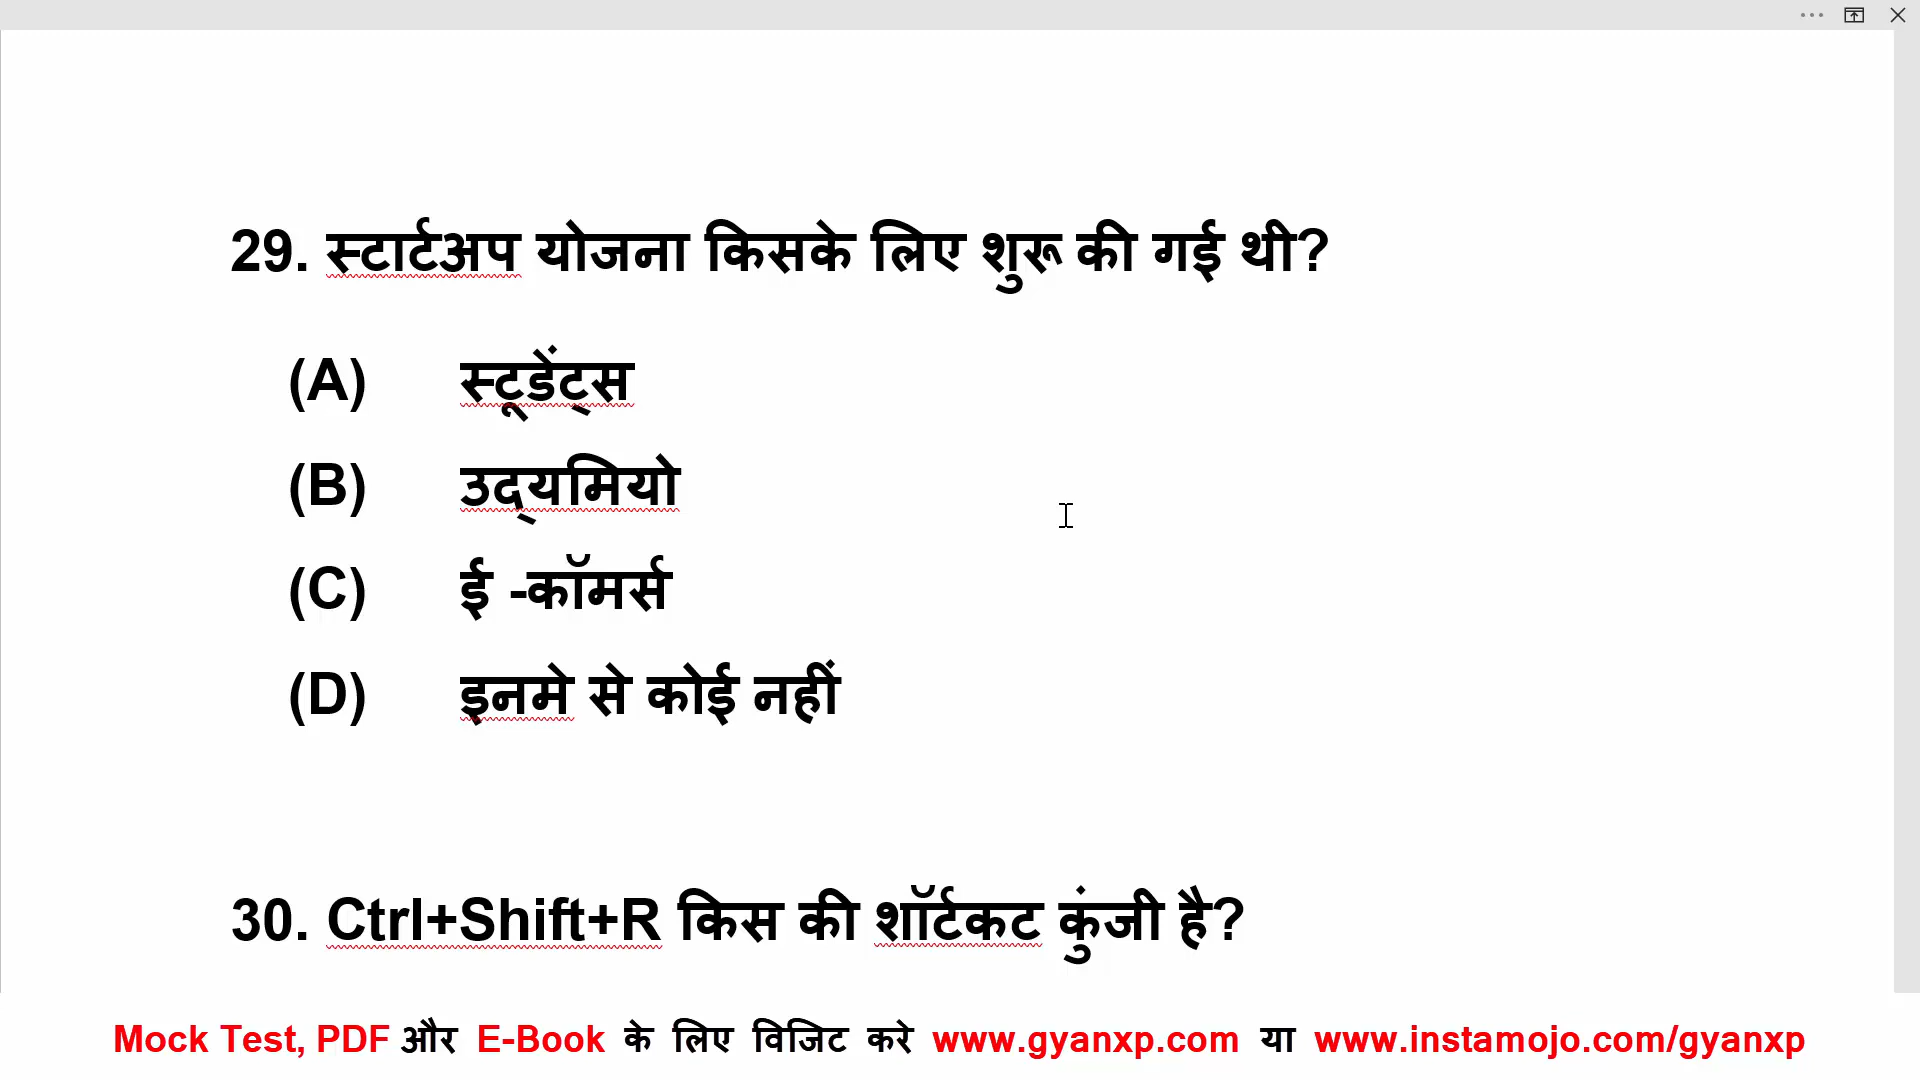 29. स्टार्टअप योजना किसके लिए शुरू की गई थी?
(A) स्टूडेंट्स
(B) उद्यमियो
(C) ई -कॉमर्स
(D) इनमे से कोई नहीं
30. Ctrl+Shift+R किस की शॉर्टकट कुंजी है?
Mock Test, PDF और E-Book के लिए विजिट करे www.gyanxp.com या www.instamojo.com/gyanxp